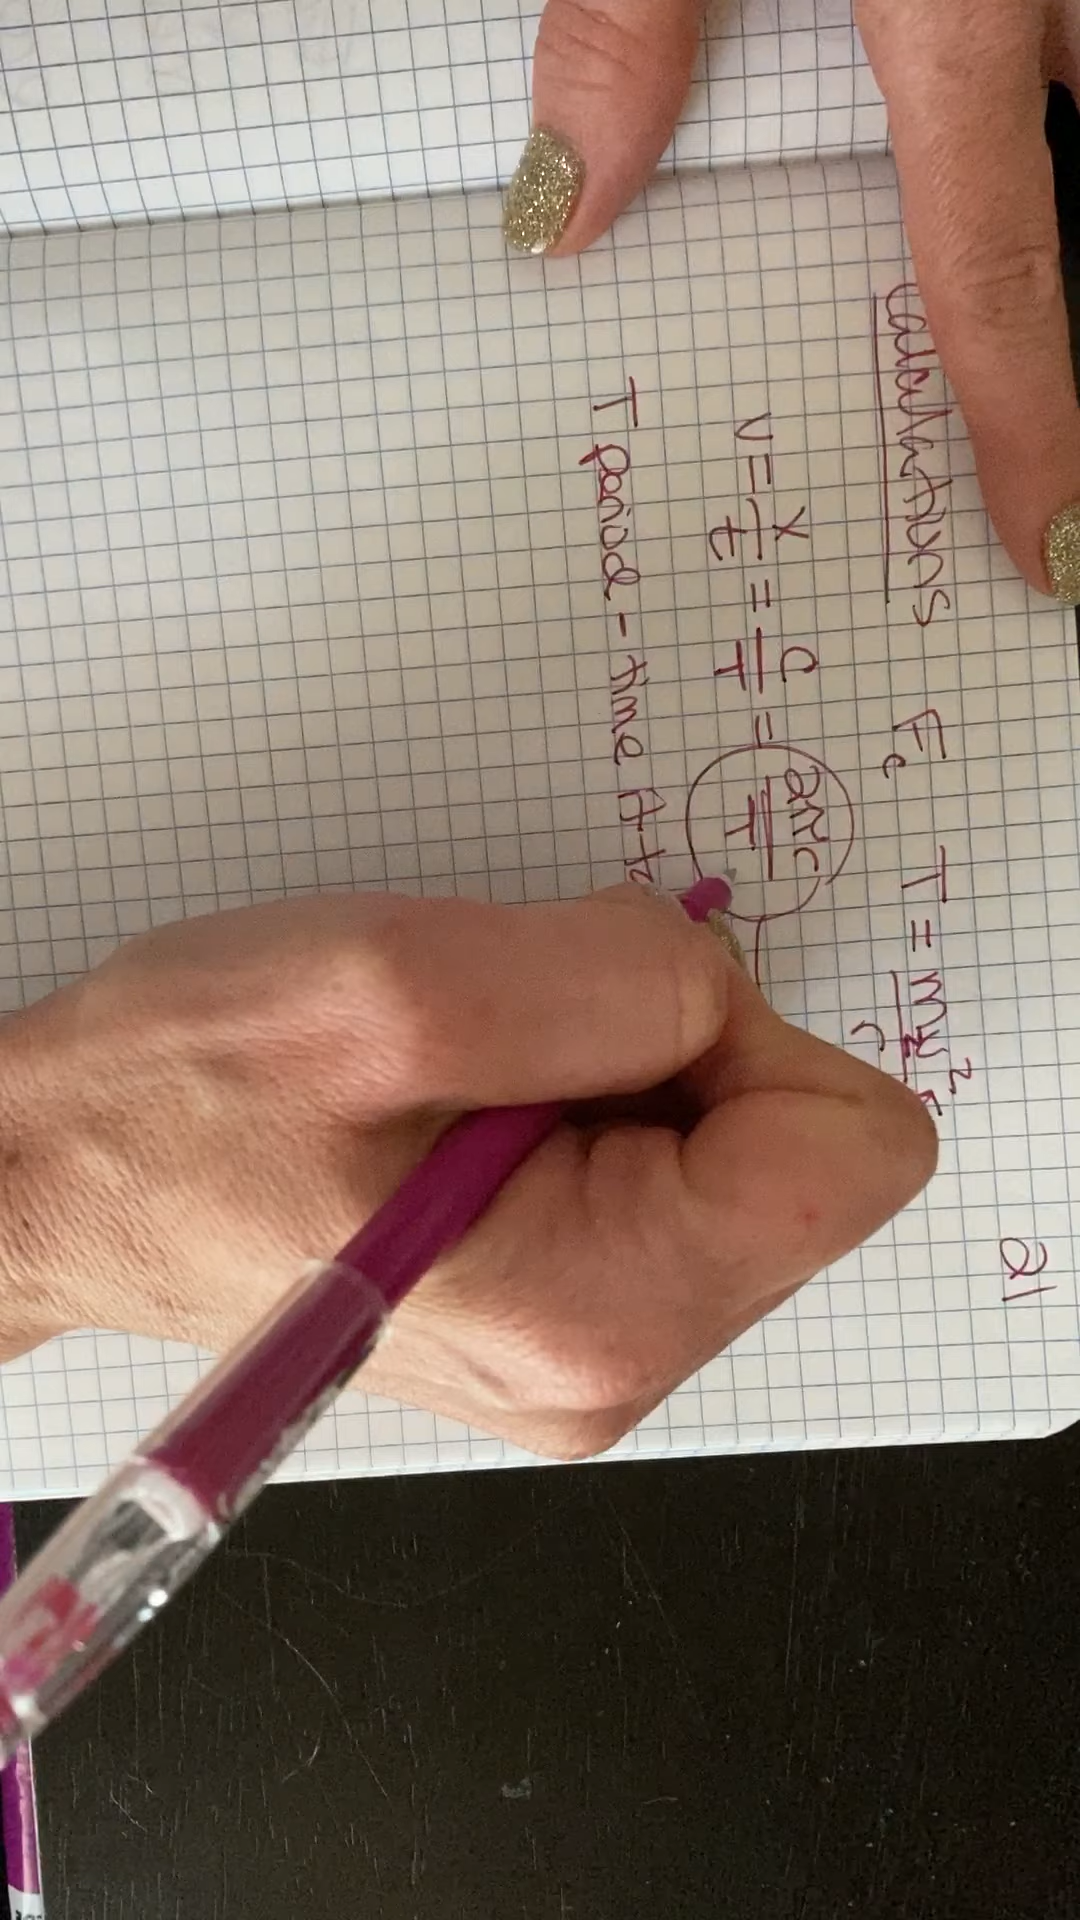 21
Calculations Fc T = mv²/r
v = x/t = C/T = 2πr/T
T period - time